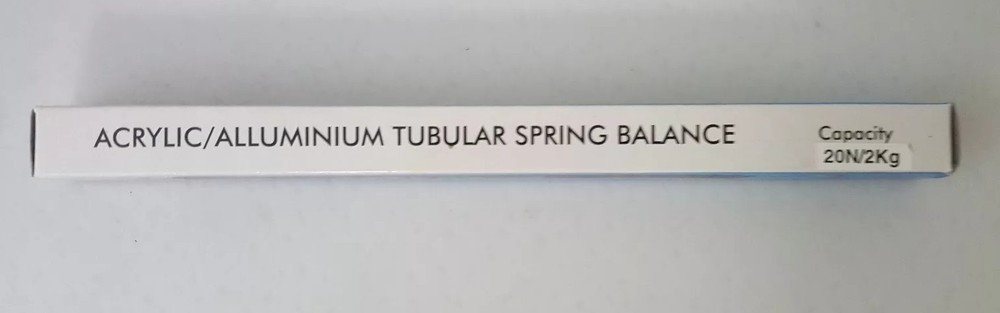 ACRYLIC/ALLUMINIUM TUBULAR SPRING BALANCE
Capacity
20N/2Kg